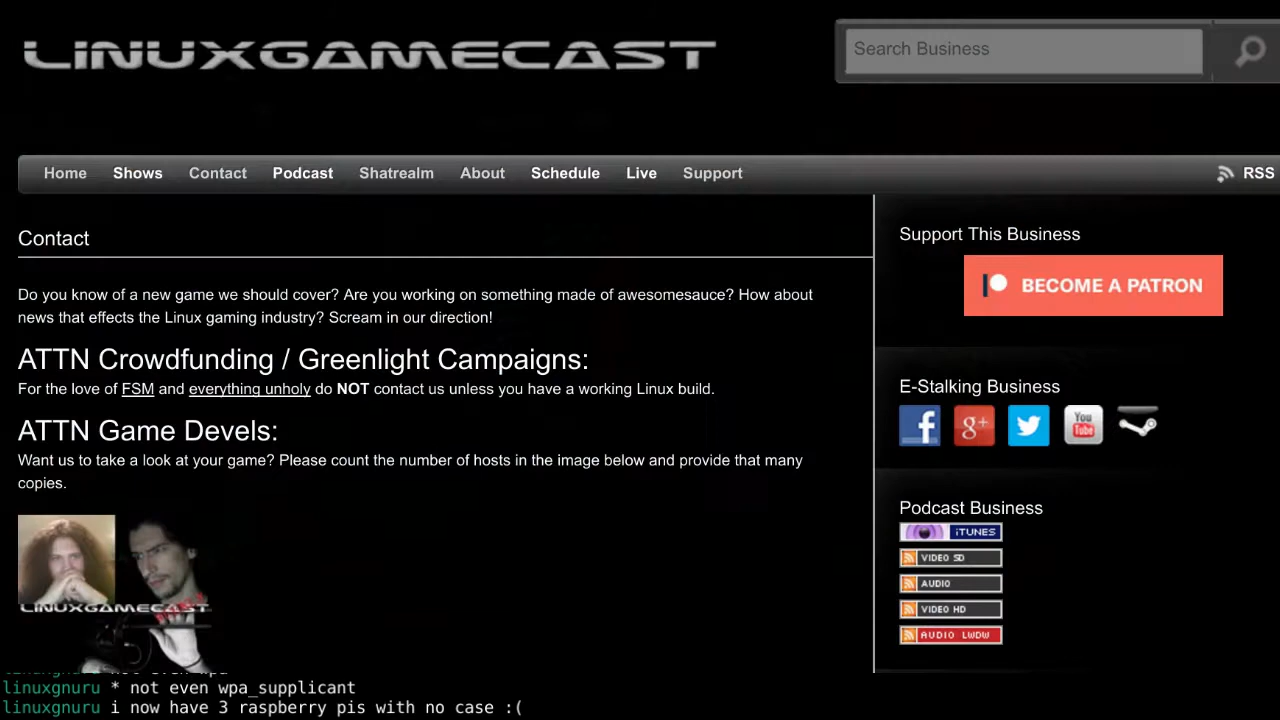 LINUXGAMECAST
Search Business
Home Shows Contact Podcast Shatrealm About Schedule Live Support RSS
Contact
Do you know of a new game we should cover? Are you working on something made of awesomesauce? How about
news that effects the Linux gaming industry? Scream in our direction!
ATTN Crowdfunding / Greenlight Campaigns:
For the love of FSM and everything unholy do NOT contact us unless you have a working Linux build.
ATTN Game Devels:
Want us to take a look at your game? Please count the number of hosts in the image below and provide that many
copies.
LINUXGAMECAST
Support This Business
BECOME A PATRON
E-Stalking Business
f g+ You Tube
Podcast Business
iTUNES
VIDEO SD
AUDIO
VIDEO HD
AUDIO LWDW
linuxgnuru * not even wpa_supplicant
linuxgnuru i now have 3 raspberry pis with no case :(